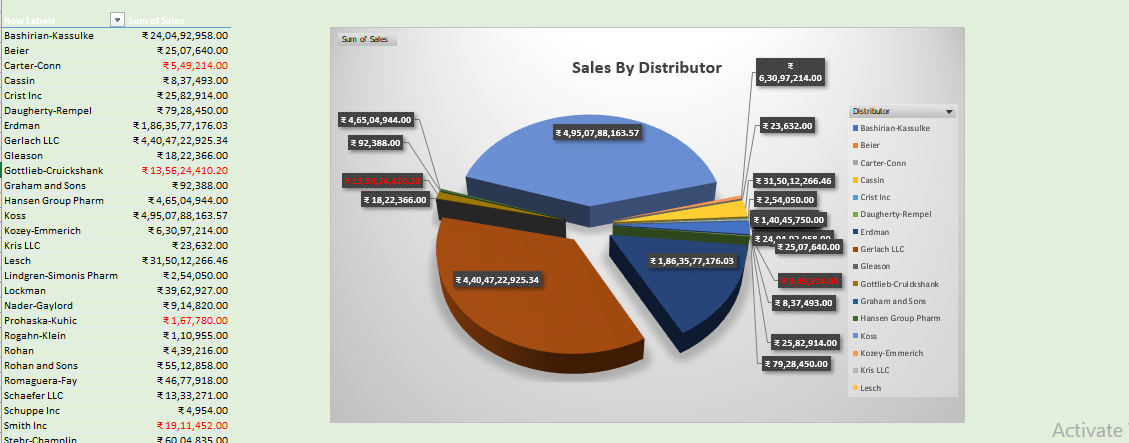 Row Labels Sum of Sales
Bashirian-Kassulke ₹ 24,04,92,958.00
Beier ₹ 25,07,640.00
Carter-Conn ₹ 5,49,214.00
Cassin ₹ 8,37,493.00
Crist Inc ₹ 25,82,914.00
Daugherty-Rempel ₹ 79,28,450.00
Erdman ₹ 1,86,35,77,176.03
Gerlach LLC ₹ 4,40,47,22,925.34
Gleason ₹ 18,22,366.00
Gottlieb-Cruickshank ₹ 13,56,24,410.20
Graham and Sons ₹ 92,388.00
Hansen Group Pharm ₹ 4,65,04,944.00
Koss ₹ 4,95,07,88,163.57
Kozey-Emmerich ₹ 6,30,97,214.00
Kris LLC ₹ 23,632.00
Lesch ₹ 31,50,12,266.46
Lindgren-Simonis Pharm ₹ 2,54,050.00
Lockman ₹ 39,62,927.00
Nader-Gaylord ₹ 9,14,820.00
Prohaska-Kuhic ₹ 1,67,780.00
Rogahn-Klein ₹ 1,10,955.00
Rohan ₹ 4,39,216.00
Rohan and Sons ₹ 55,12,858.00
Romaguera-Fay ₹ 46,77,918.00
Schaefer LLC ₹ 13,33,271.00
Schuppe Inc ₹ 4,954.00
Smith Inc ₹ 19,11,452.00
Stehr-Champlin ₹ 60,04,835.00
Sum of Sales
Sales By Distributor
₹
6,30,97,214.00
₹ 4,65,04,944.00
₹ 4,95,07,88,163.57
₹ 23,632.00
₹ 92,388.00
₹ 31,50,12,266.46
₹ 18,22,366.00
₹ 2,54,050.00
₹ 1,40,45,750.00
₹ 25,07,640.00
₹ 1,86,35,77,176.03
₹ 4,40,47,22,925.34
₹ 8,37,493.00
₹ 25,82,914.00
₹ 79,28,450.00
Distributor
Bashirian-Kassulke
Beier
Carter-Conn
Cassin
Crist Inc
Daugherty-Rempel
Erdman
Gerlach LLC
Gleason
Gottlieb-Cruickshank
Graham and Sons
Hansen Group Pharm
Koss
Kozey-Emmerich
Kris LLC
Lesch
Activate